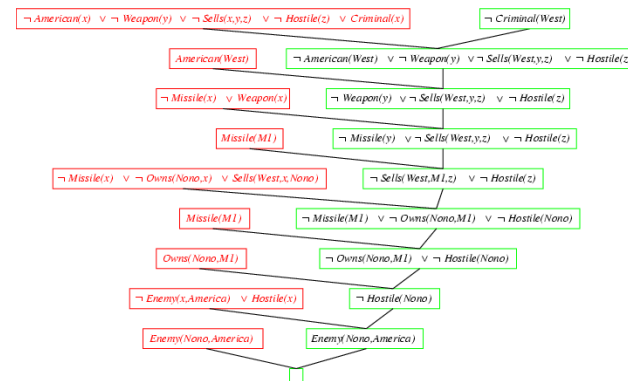 ¬ American(x) ∨ ¬ Weapon(y) ∨ ¬ Sells(x,y,z) ∨ ¬ Hostile(z) ∨ Criminal(x)
¬ Criminal(West)
American(West)
¬ American(West) ∨ ¬ Weapon(y) ∨ ¬ Sells(West,y,z) ∨ ¬ Hostile(z
¬ Missile(x) ∨ Weapon(x)
¬ Weapon(y) ∨ ¬ Sells(West,y,z) ∨ ¬ Hostile(z)
Missile(M1)
¬ Missile(y) ∨ ¬ Sells(West,y,z) ∨ ¬ Hostile(z)
¬ Missile(x) ∨ ¬ Owns(Nono,x) ∨ Sells(West,x,Nono)
¬ Sells(West,M1,z) ∨ ¬ Hostile(z)
Missile(M1)
¬ Missile(M1) ∨ ¬ Owns(Nono,M1) ∨ ¬ Hostile(Nono)
Owns(Nono,M1)
¬ Owns(Nono,M1) ∨ ¬ Hostile(Nono)
¬ Enemy(x,America) ∨ Hostile(x)
¬ Hostile(Nono)
Enemy(Nono,America)
Enemy(Nono,America)